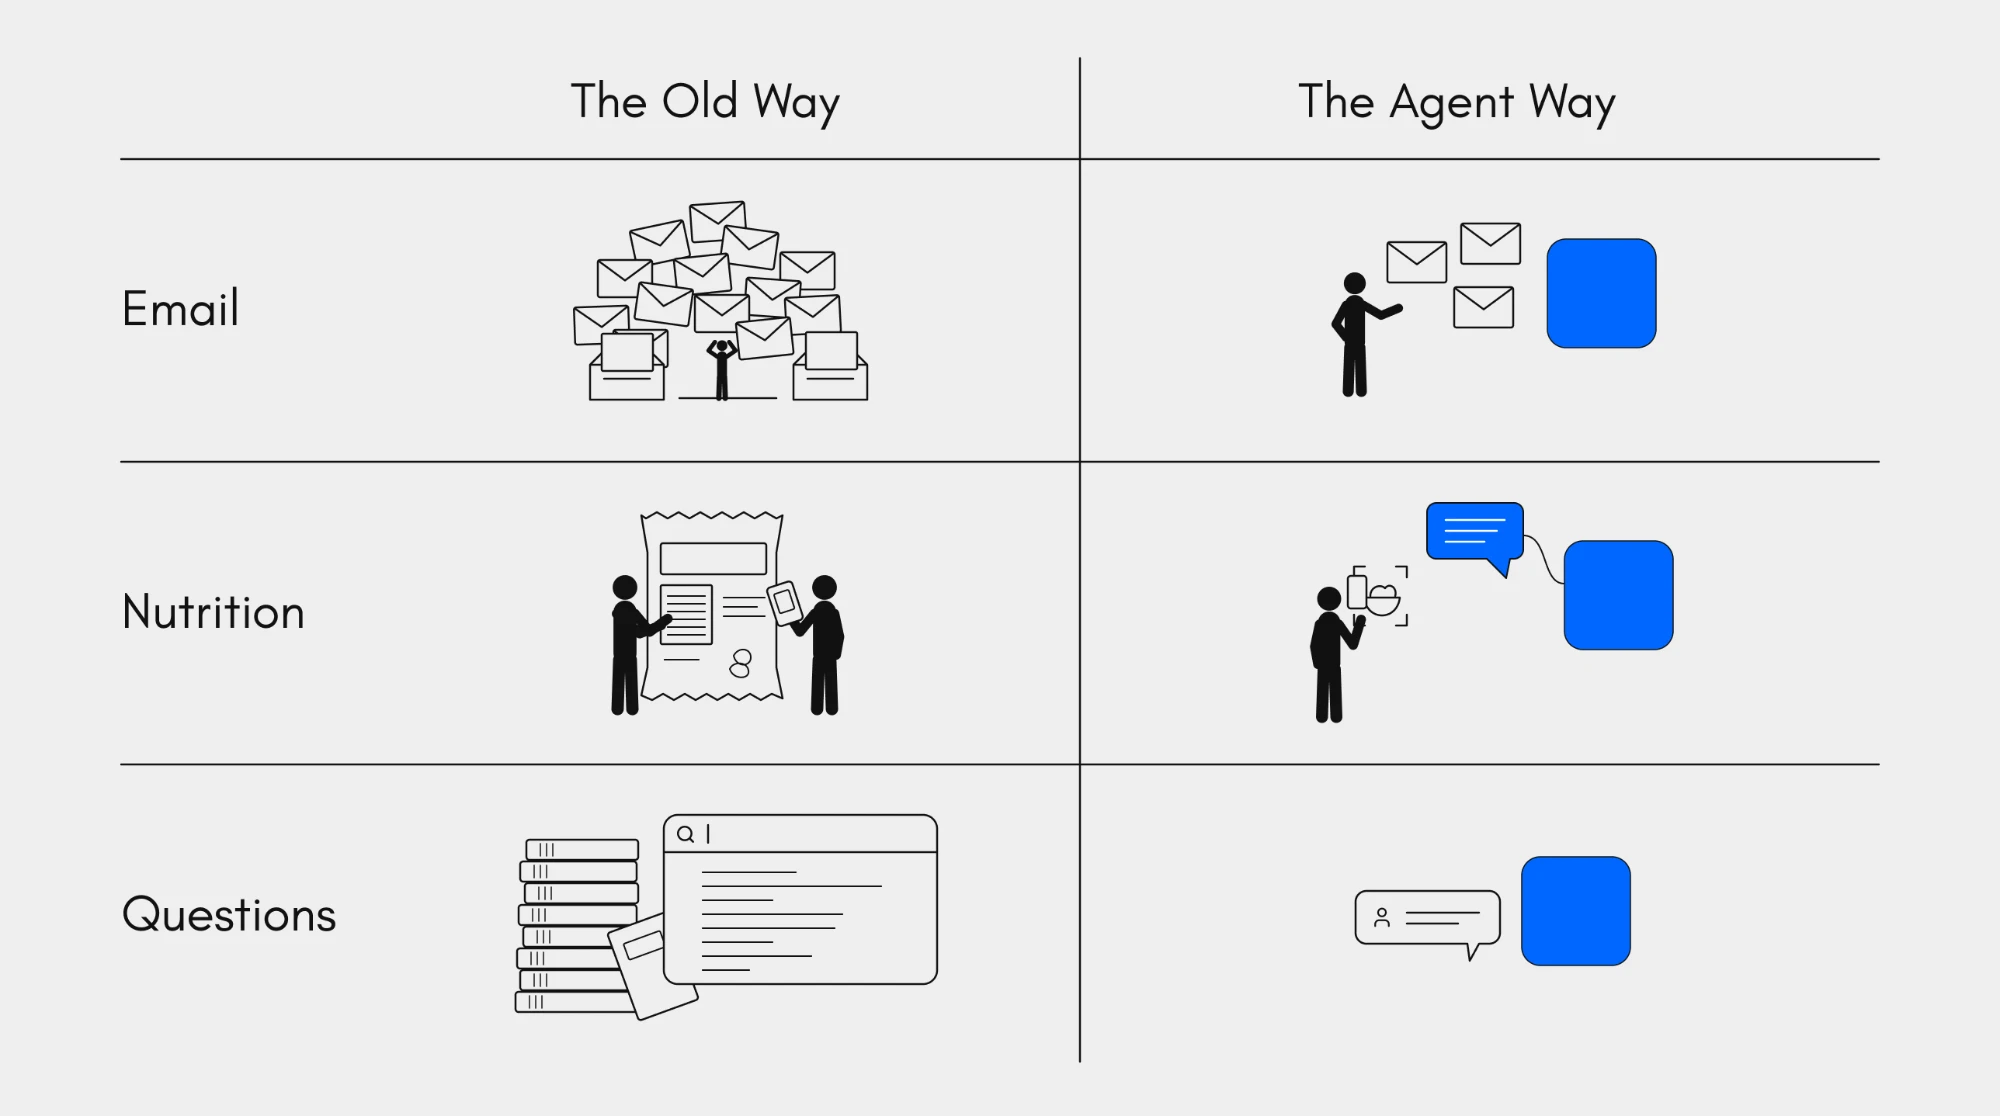 The Old Way
The Agent Way
Email
Nutrition
Questions